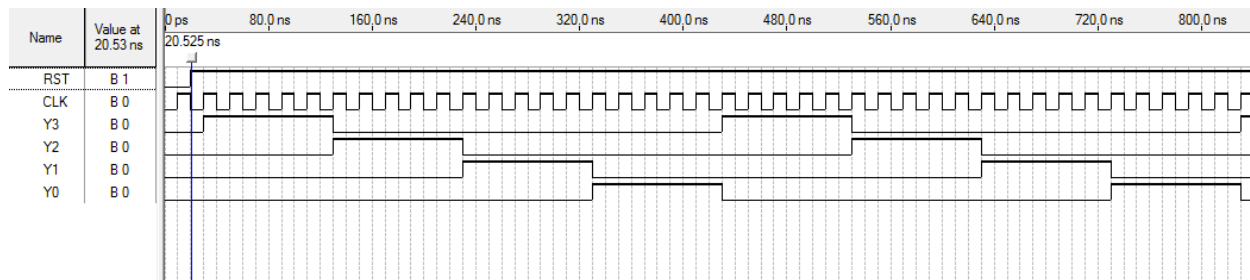 Name Value at 20.53 ns 0 ps 80.0 ns 160.0 ns 240.0 ns 320.0 ns 400.0 ns 480.0 ns 560.0 ns 640.0 ns 720.0 ns 800.0 ns
20.525 ns
RST B 1
CLK B 0
Y3 B 0
Y2 B 0
Y1 B 0
Y0 B 0